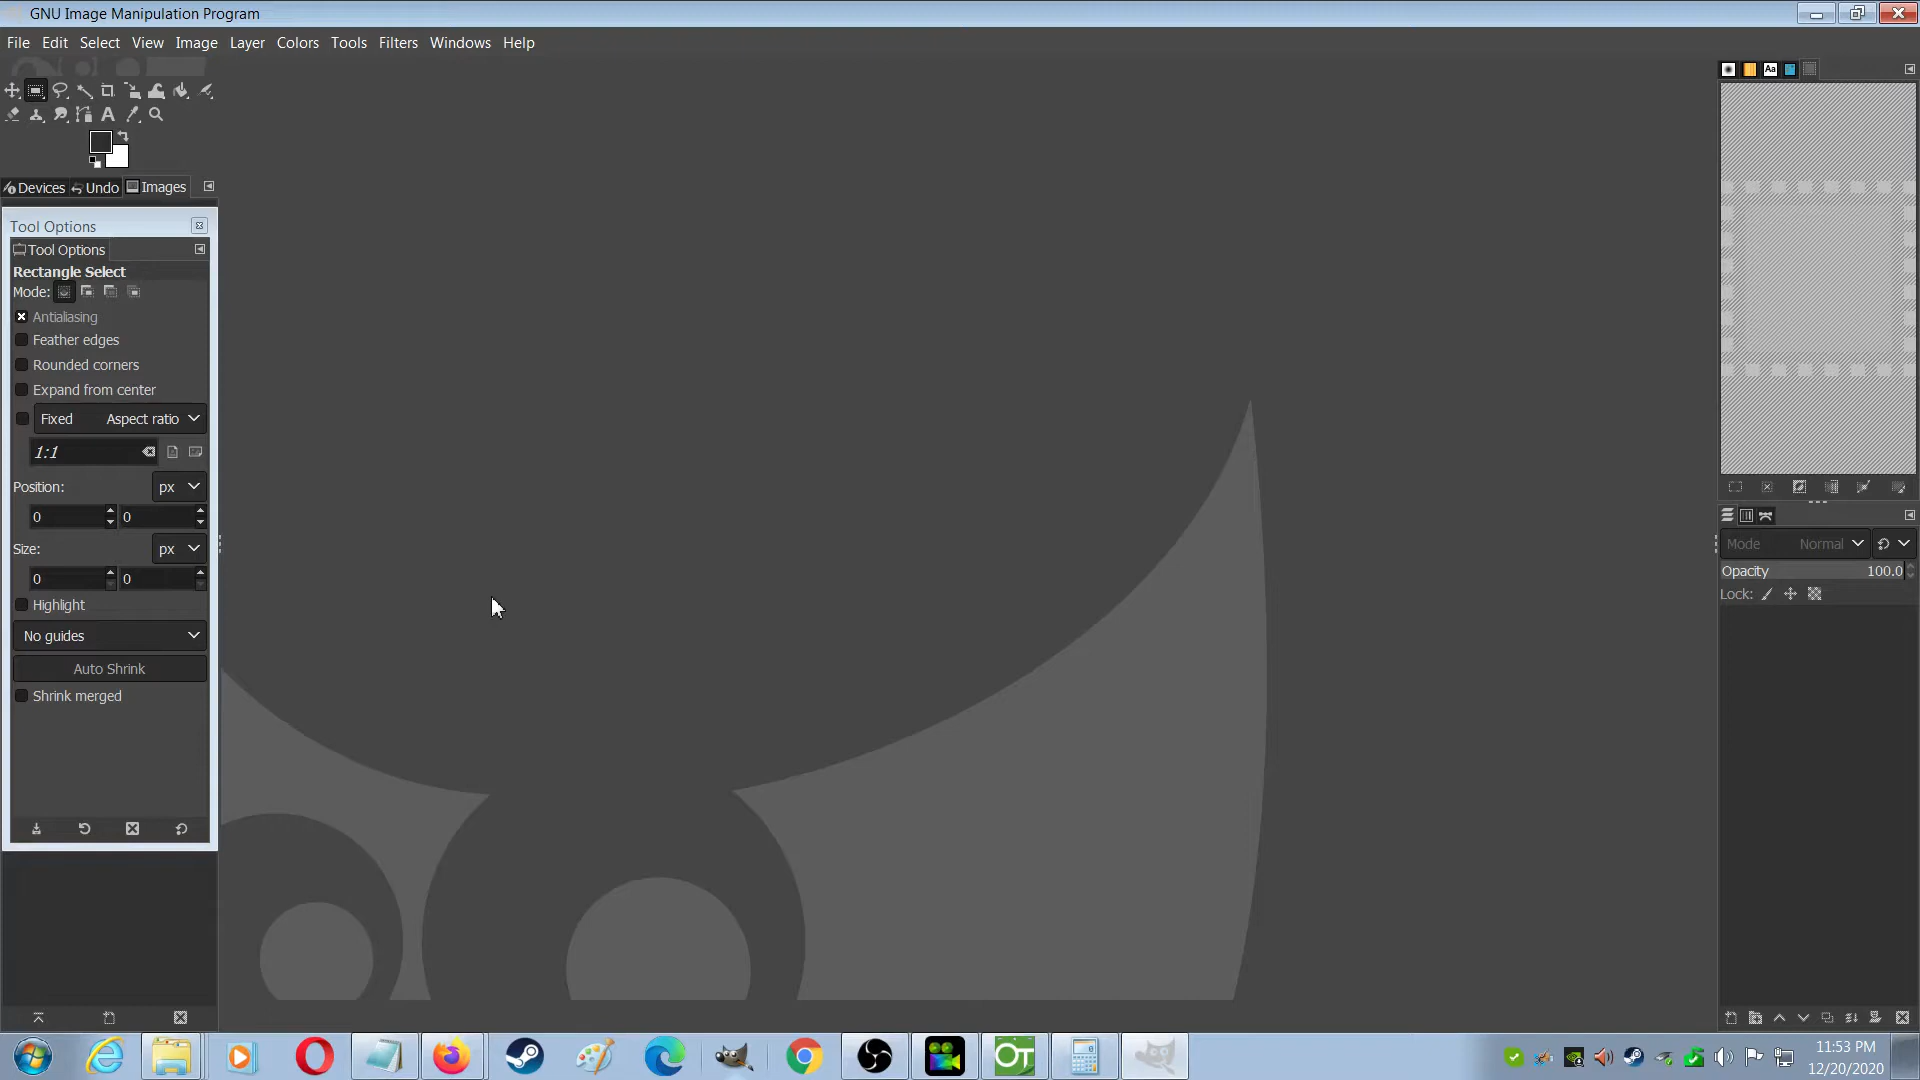 GNU Image Manipulation Program
File Edit Select View Image Layer Colors Tools Filters Windows Help
Aa
Devices Undo Images
Tool Options
Tool Options
Rectangle Select
Mode:
Antialiasing
Feather edges
Rounded corners
Expand from center
Fixed Aspect ratio
1:1
Position: px
0 0
Size: px
0 0
Highlight
No guides
Auto Shrink
Shrink merged
Mode Normal
Opacity 100.0
Lock:
OT
11:53 PM
12/20/2020